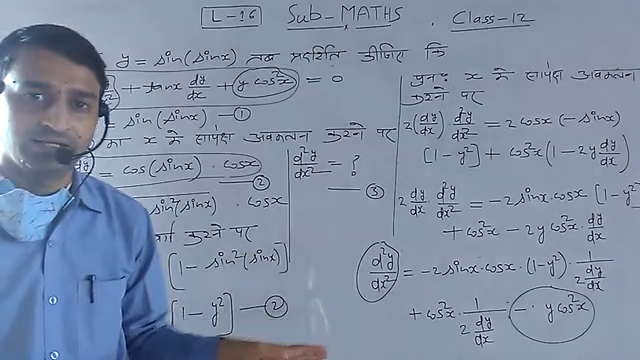 L-16 Sub- MATHS , Class-12
y = sin(sinx) तब प्रदर्शित कीजिए कि
+ tanx dy/dx + y cos²x = 0
= sin(sinx) —①
का x के सापेक्ष अवकलन करने पर
= cos(sinx) · cosx —②
sin²(sinx) · cosx
करने पर
[1 - sin²(sinx)]
[1 - y²] —②
d²y/dx² = ?
—③
पुनः x के सापेक्ष अवकलन
करने पर
2(dy/dx) d²y/dx² = 2cosx(-sinx)
[1-y²] + cos²x(1-2y dy/dx)
2 dy/dx d²y/dx² = -2sinx·cosx [1-y²
+ cos²x - 2y cos²x· dy/dx
d²y/dx² = -2sinx·cosx·(1-y²)· 1/(2 dy/dx)
+ cos²x· 1/(2 dy/dx) - · y cos²x